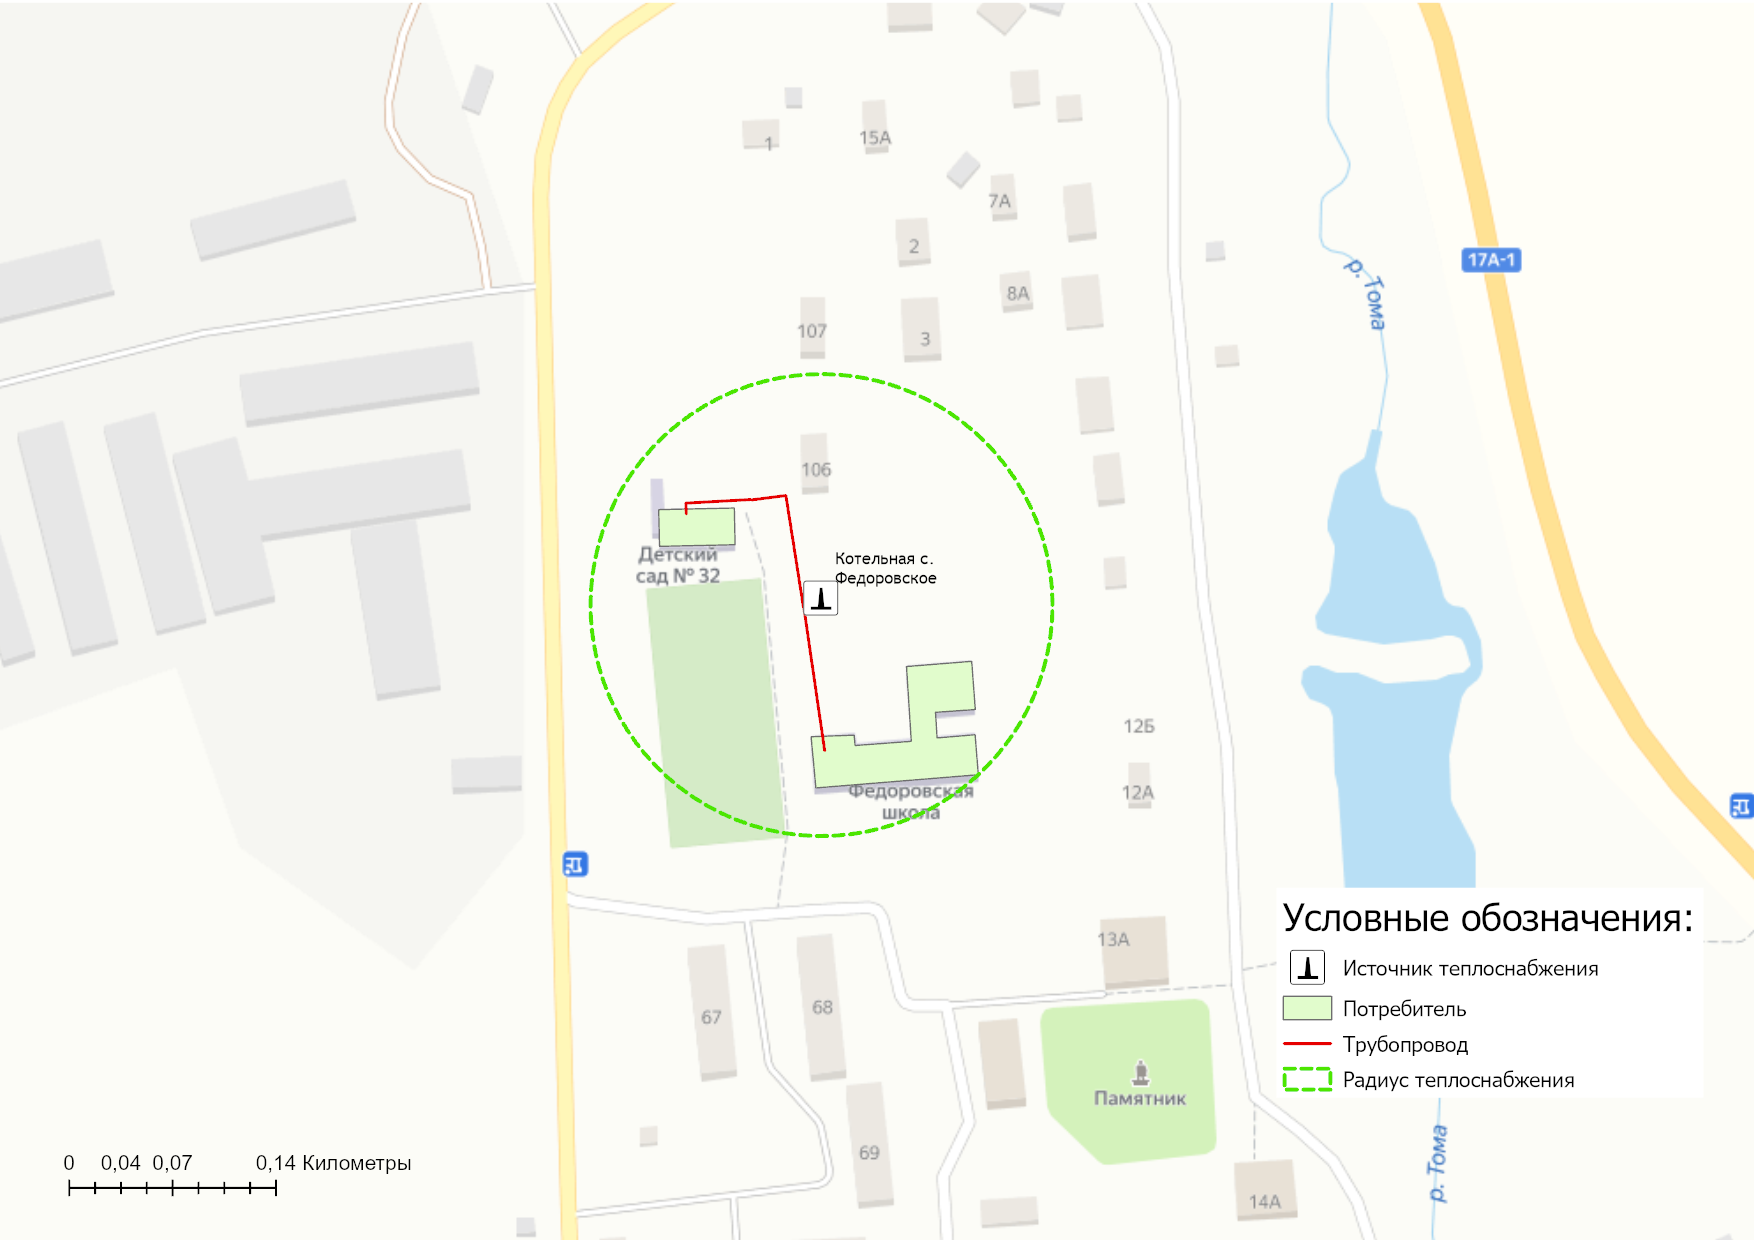 1
15А
7А
2
17А-1
р. Тома
8А
107
3
106
Котельная с.
Федоровское
Детский
сад № 32
12Б
Федоровская
школа
12А
13А
67
68
Памятник
69
14А
р. Тома
Условные обозначения:
Источник теплоснабжения
Потребитель
Трубопровод
Радиус теплоснабжения
0 0,04 0,07 0,14 Километры